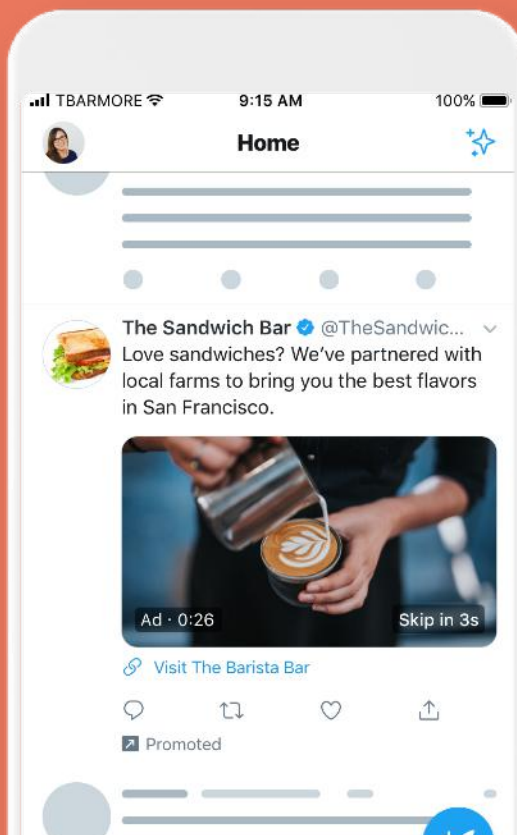 TBARMORE 9:15 AM 100%
Home
The Sandwich Bar @TheSandwic...
Love sandwiches? We've partnered with
local farms to bring you the best flavors
in San Francisco.
Ad · 0:26 Skip in 3s
Visit The Barista Bar
Promoted